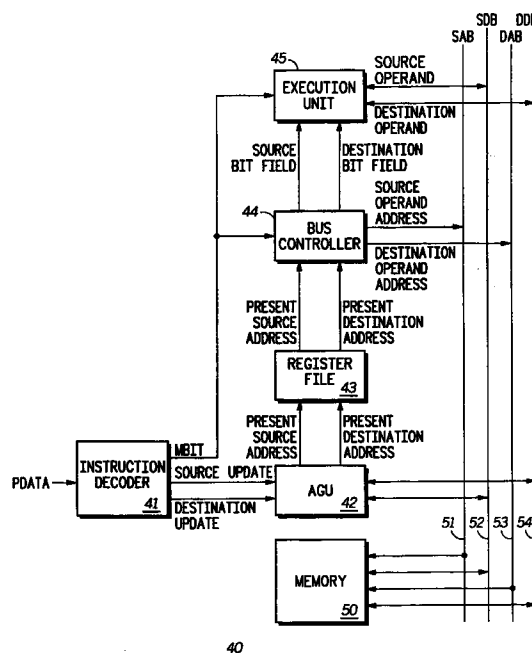 SDB
SAB DAB
45
EXECUTION
UNIT
SOURCE
OPERAND
DESTINATION
OPERAND
SOURCE
BIT FIELD
DESTINATION
BIT FIELD
44
BUS
CONTROLLER
SOURCE
OPERAND
ADDRESS
DESTINATION
OPERAND
ADDRESS
PRESENT
SOURCE
ADDRESS
PRESENT
DESTINATION
ADDRESS
REGISTER
FILE
43
PRESENT
SOURCE
ADDRESS
PRESENT
DESTINATION
ADDRESS
PDATA
INSTRUCTION
DECODER
41
MBIT
SOURCE UPDATE
DESTINATION
UPDATE
AGU
42
51 52 53 54
MEMORY
50
40